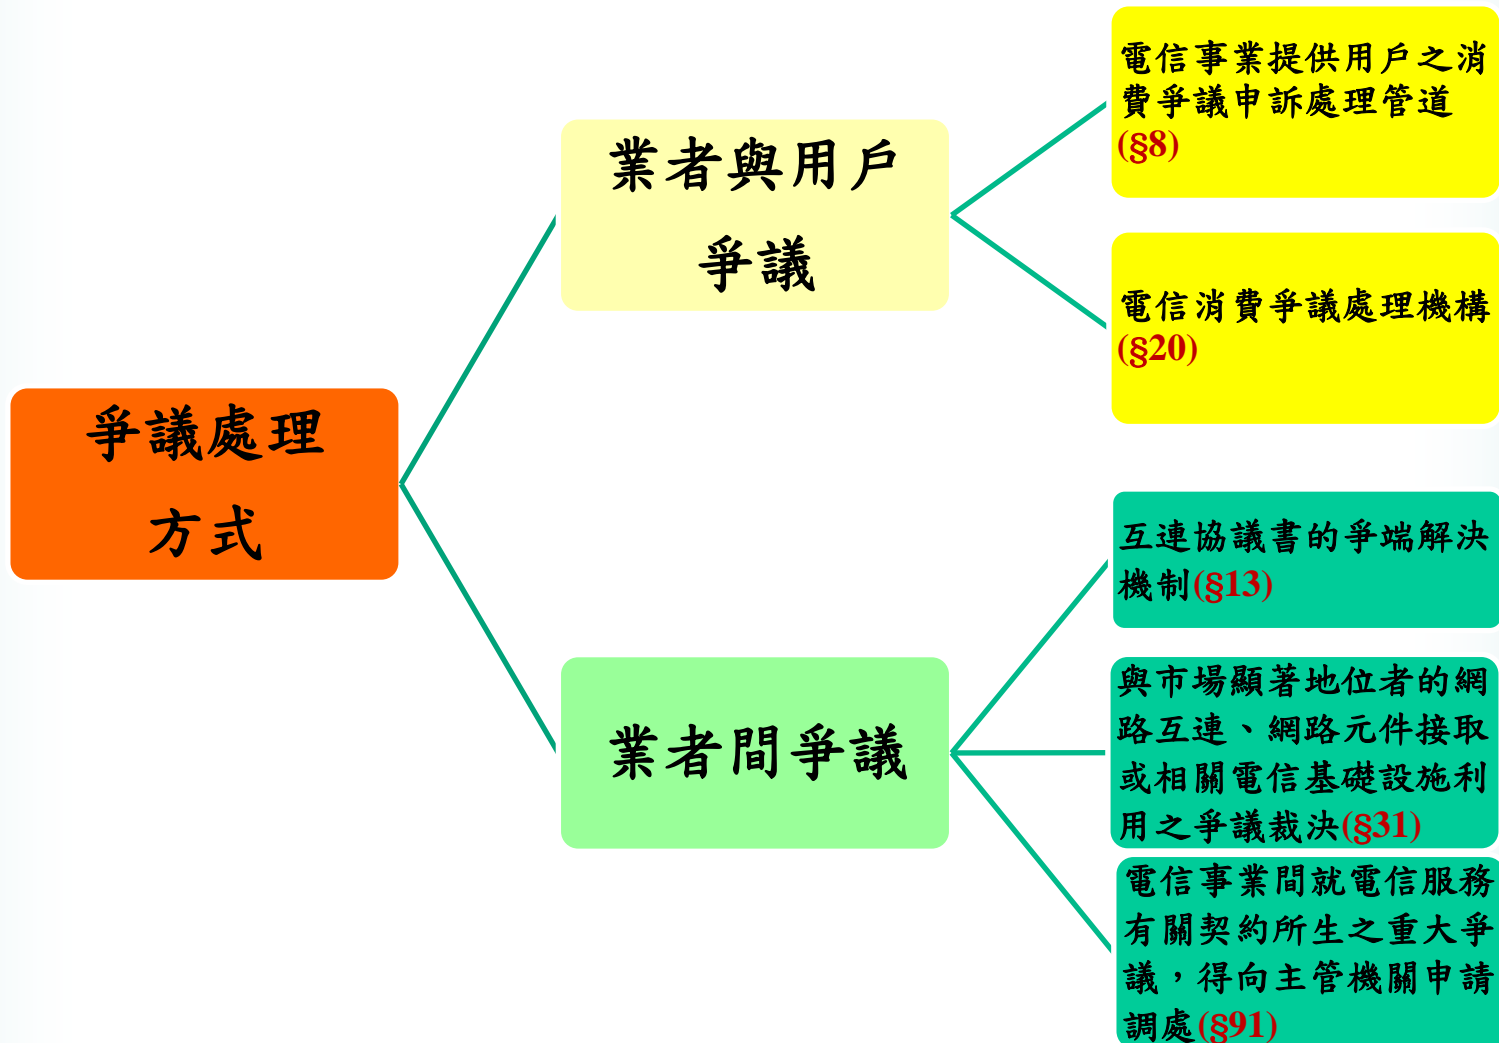 爭議處理
方式
業者與用戶
爭議
電信事業提供用戶之消
費爭議申訴處理管道
(§8)
電信消費爭議處理機構
(§20)
業者間爭議
互連協議書的爭端解決
機制(§13)
與市場顯著地位者的網
路互連、網路元件接取
或相關電信基礎設施利
用之爭議裁決(§31)
電信事業間就電信服務
有關契約所生之重大爭
議，得向主管機關申請
調處(§91)